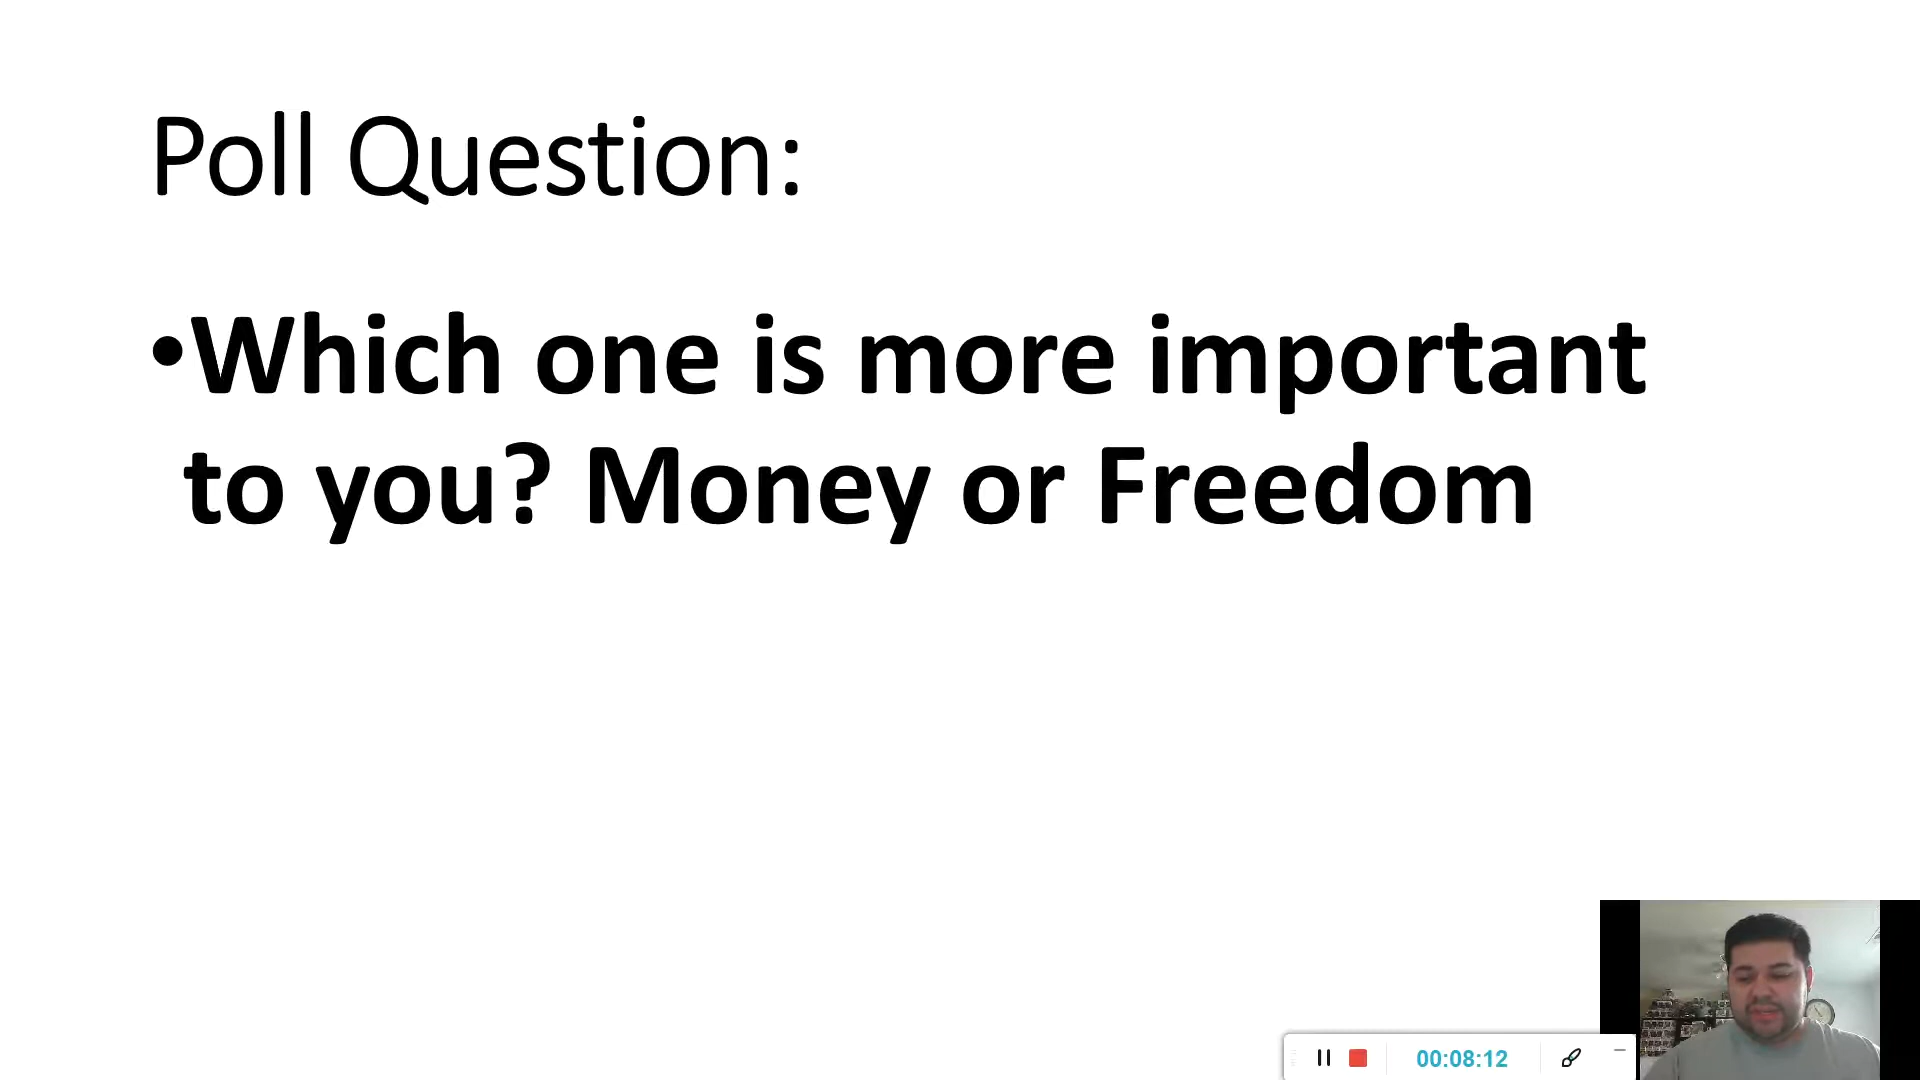 Poll Question:
•Which one is more important
to you? Money or Freedom
00:08:12